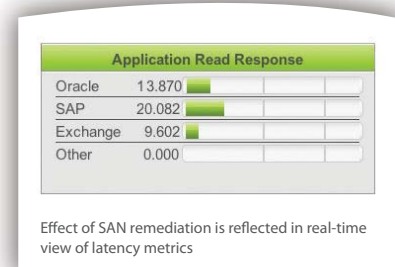 Application Read Response
Oracle 13.870
SAP 20.082
Exchange 9.602
Other 0.000
Effect of SAN remediation is reflected in real-time
view of latency metrics